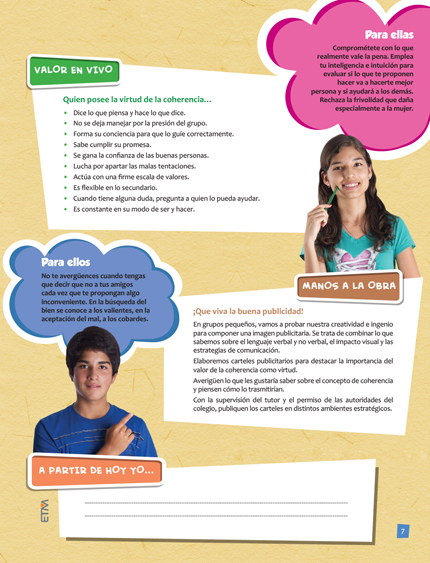 Para ellas
Comprométete con lo que
realmente vale la pena. Emplea
tu inteligencia e intuición para
evaluar si lo que te proponen
hacer va a hacerte mejor
persona y si ayudará a los demás.
Rechaza la frivolidad que daña
especialmente a la mujer.
VALOR EN VIVO
Quien posee la virtud de la coherencia...
• Dice lo que piensa y hace lo que dice.
• No se deja manejar por la presión del grupo.
• Forma su conciencia para que lo guíe correctamente.
• Sabe cumplir su promesa.
• Se gana la confianza de las buenas personas.
• Lucha por apartar las malas tentaciones.
• Actúa con una firme escala de valores.
• Es flexible en lo secundario.
• Cuando tiene alguna duda, pregunta a quien lo pueda ayudar.
• Es constante en su modo de ser y hacer.
Para ellos
No te avergüences cuando tengas
que decir que no a tus amigos
cada vez que te propongan algo
inconveniente. En la búsqueda del
bien se conoce a los valientes, en la
aceptación del mal, a los cobardes.
MANOS A LA OBRA
¡Que viva la buena publicidad!
En grupos pequeños, vamos a probar nuestra creatividad e ingenio
para componer una imagen publicitaria. Se trata de combinar lo que
sabemos sobre el lenguaje verbal y no verbal, el impacto visual y las
estrategias de comunicación.
Elaboremos carteles publicitarios para destacar la importancia del
valor de la coherencia como virtud.
Averigüen lo que les gustaría saber sobre el concepto de coherencia
y piensen cómo lo trasmitirían.
Con la supervisión del tutor y el permiso de las autoridades del
colegio, publiquen los carteles en distintos ambientes estratégicos.
A PARTIR DE HOY YO...
7